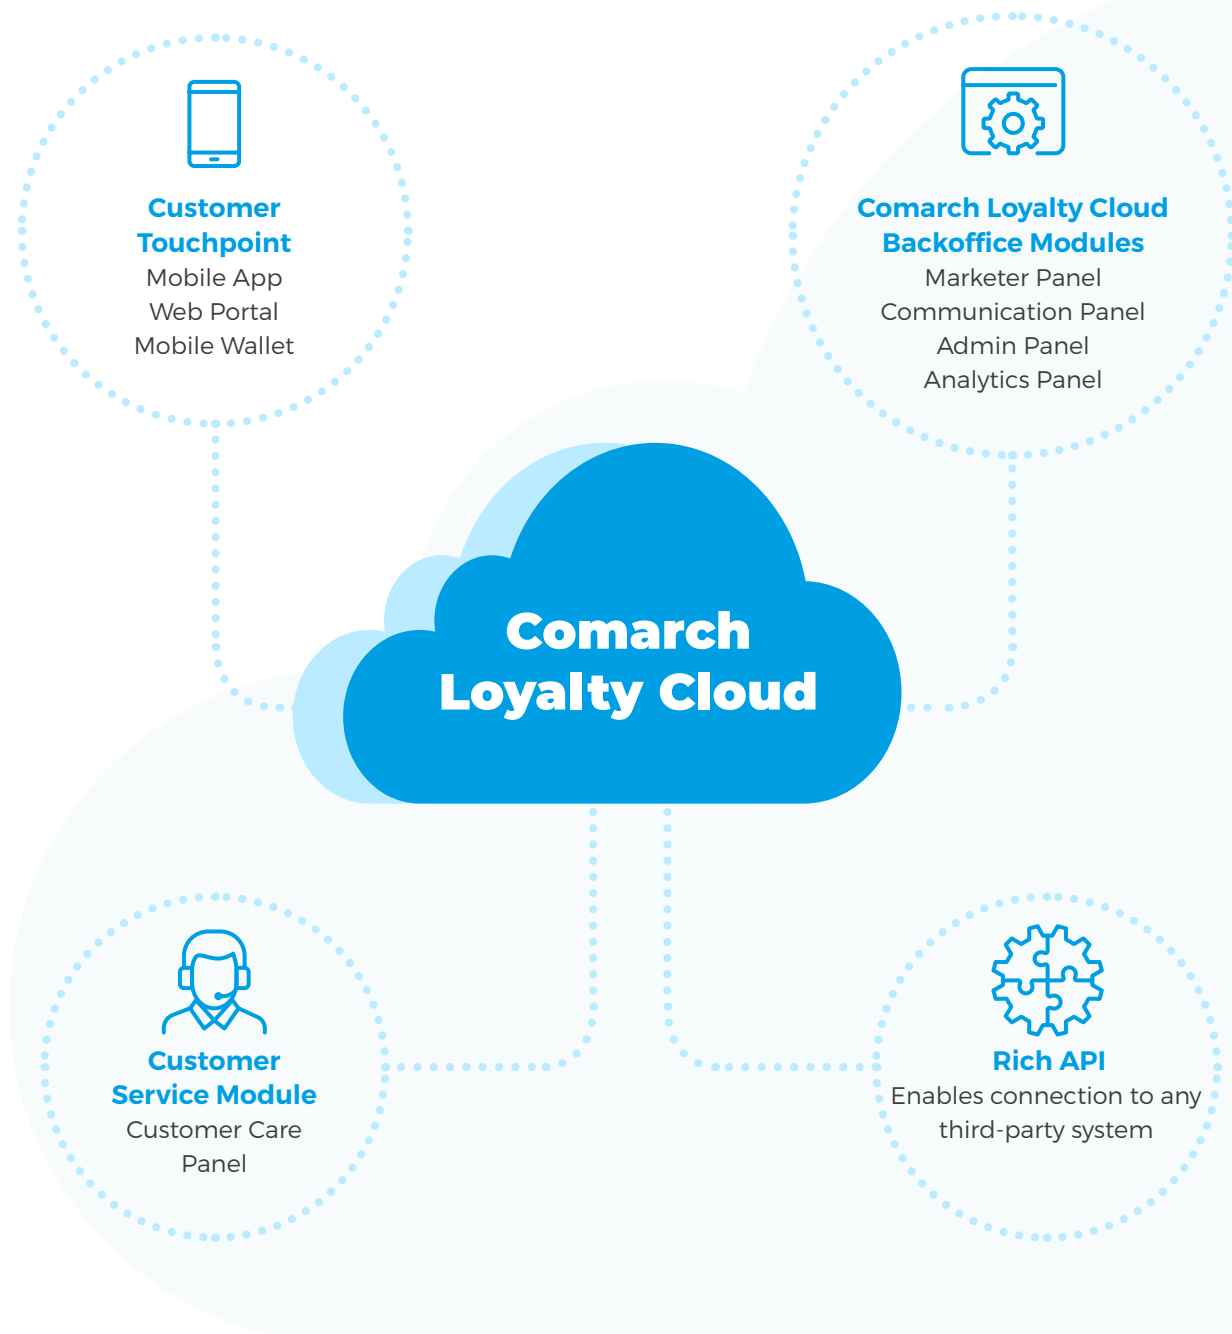 Customer
Touchpoint
Mobile App
Web Portal
Mobile Wallet
Comarch Loyalty Cloud
Backoffice Modules
Marketer Panel
Communication Panel
Admin Panel
Analytics Panel
Comarch
Loyalty Cloud
Customer
Service Module
Customer Care
Panel
Rich API
Enables connection to any
third-party system